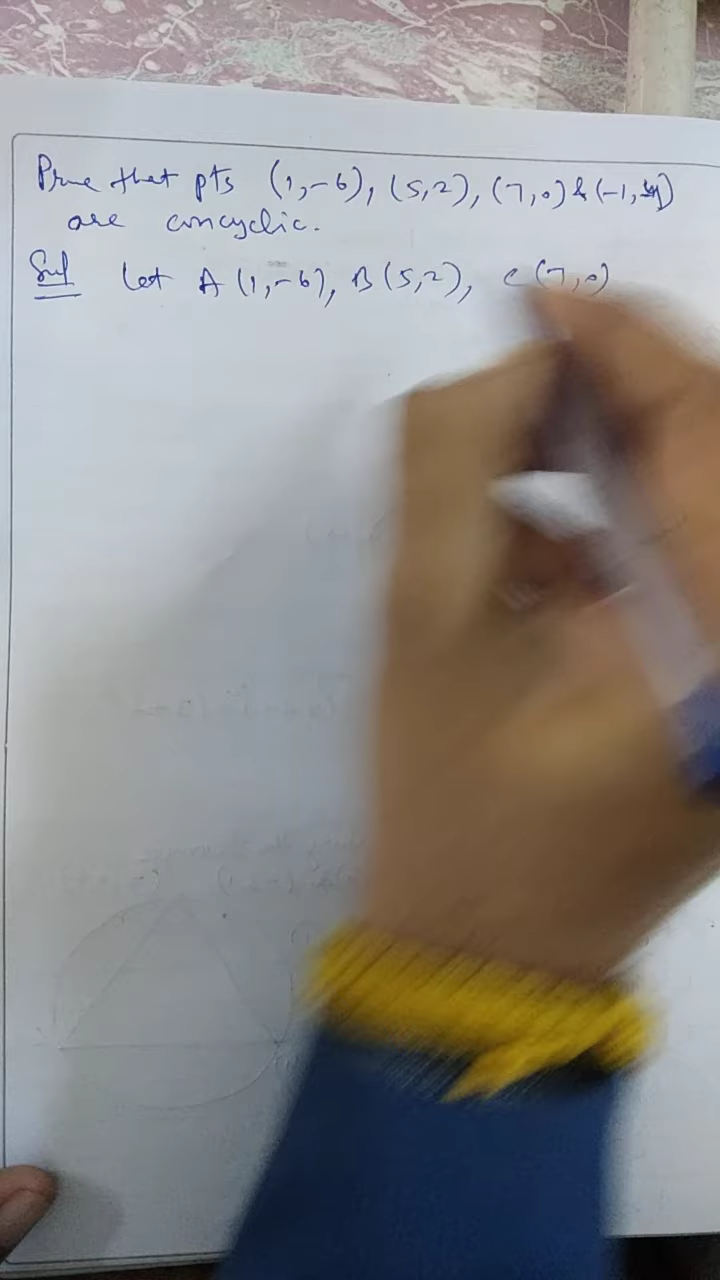 Prove that pts (1,-6), (5,2), (7,0) & (-1,
are concyclic.
Sol Let A (1,-6), B (5,2), C (7,0)